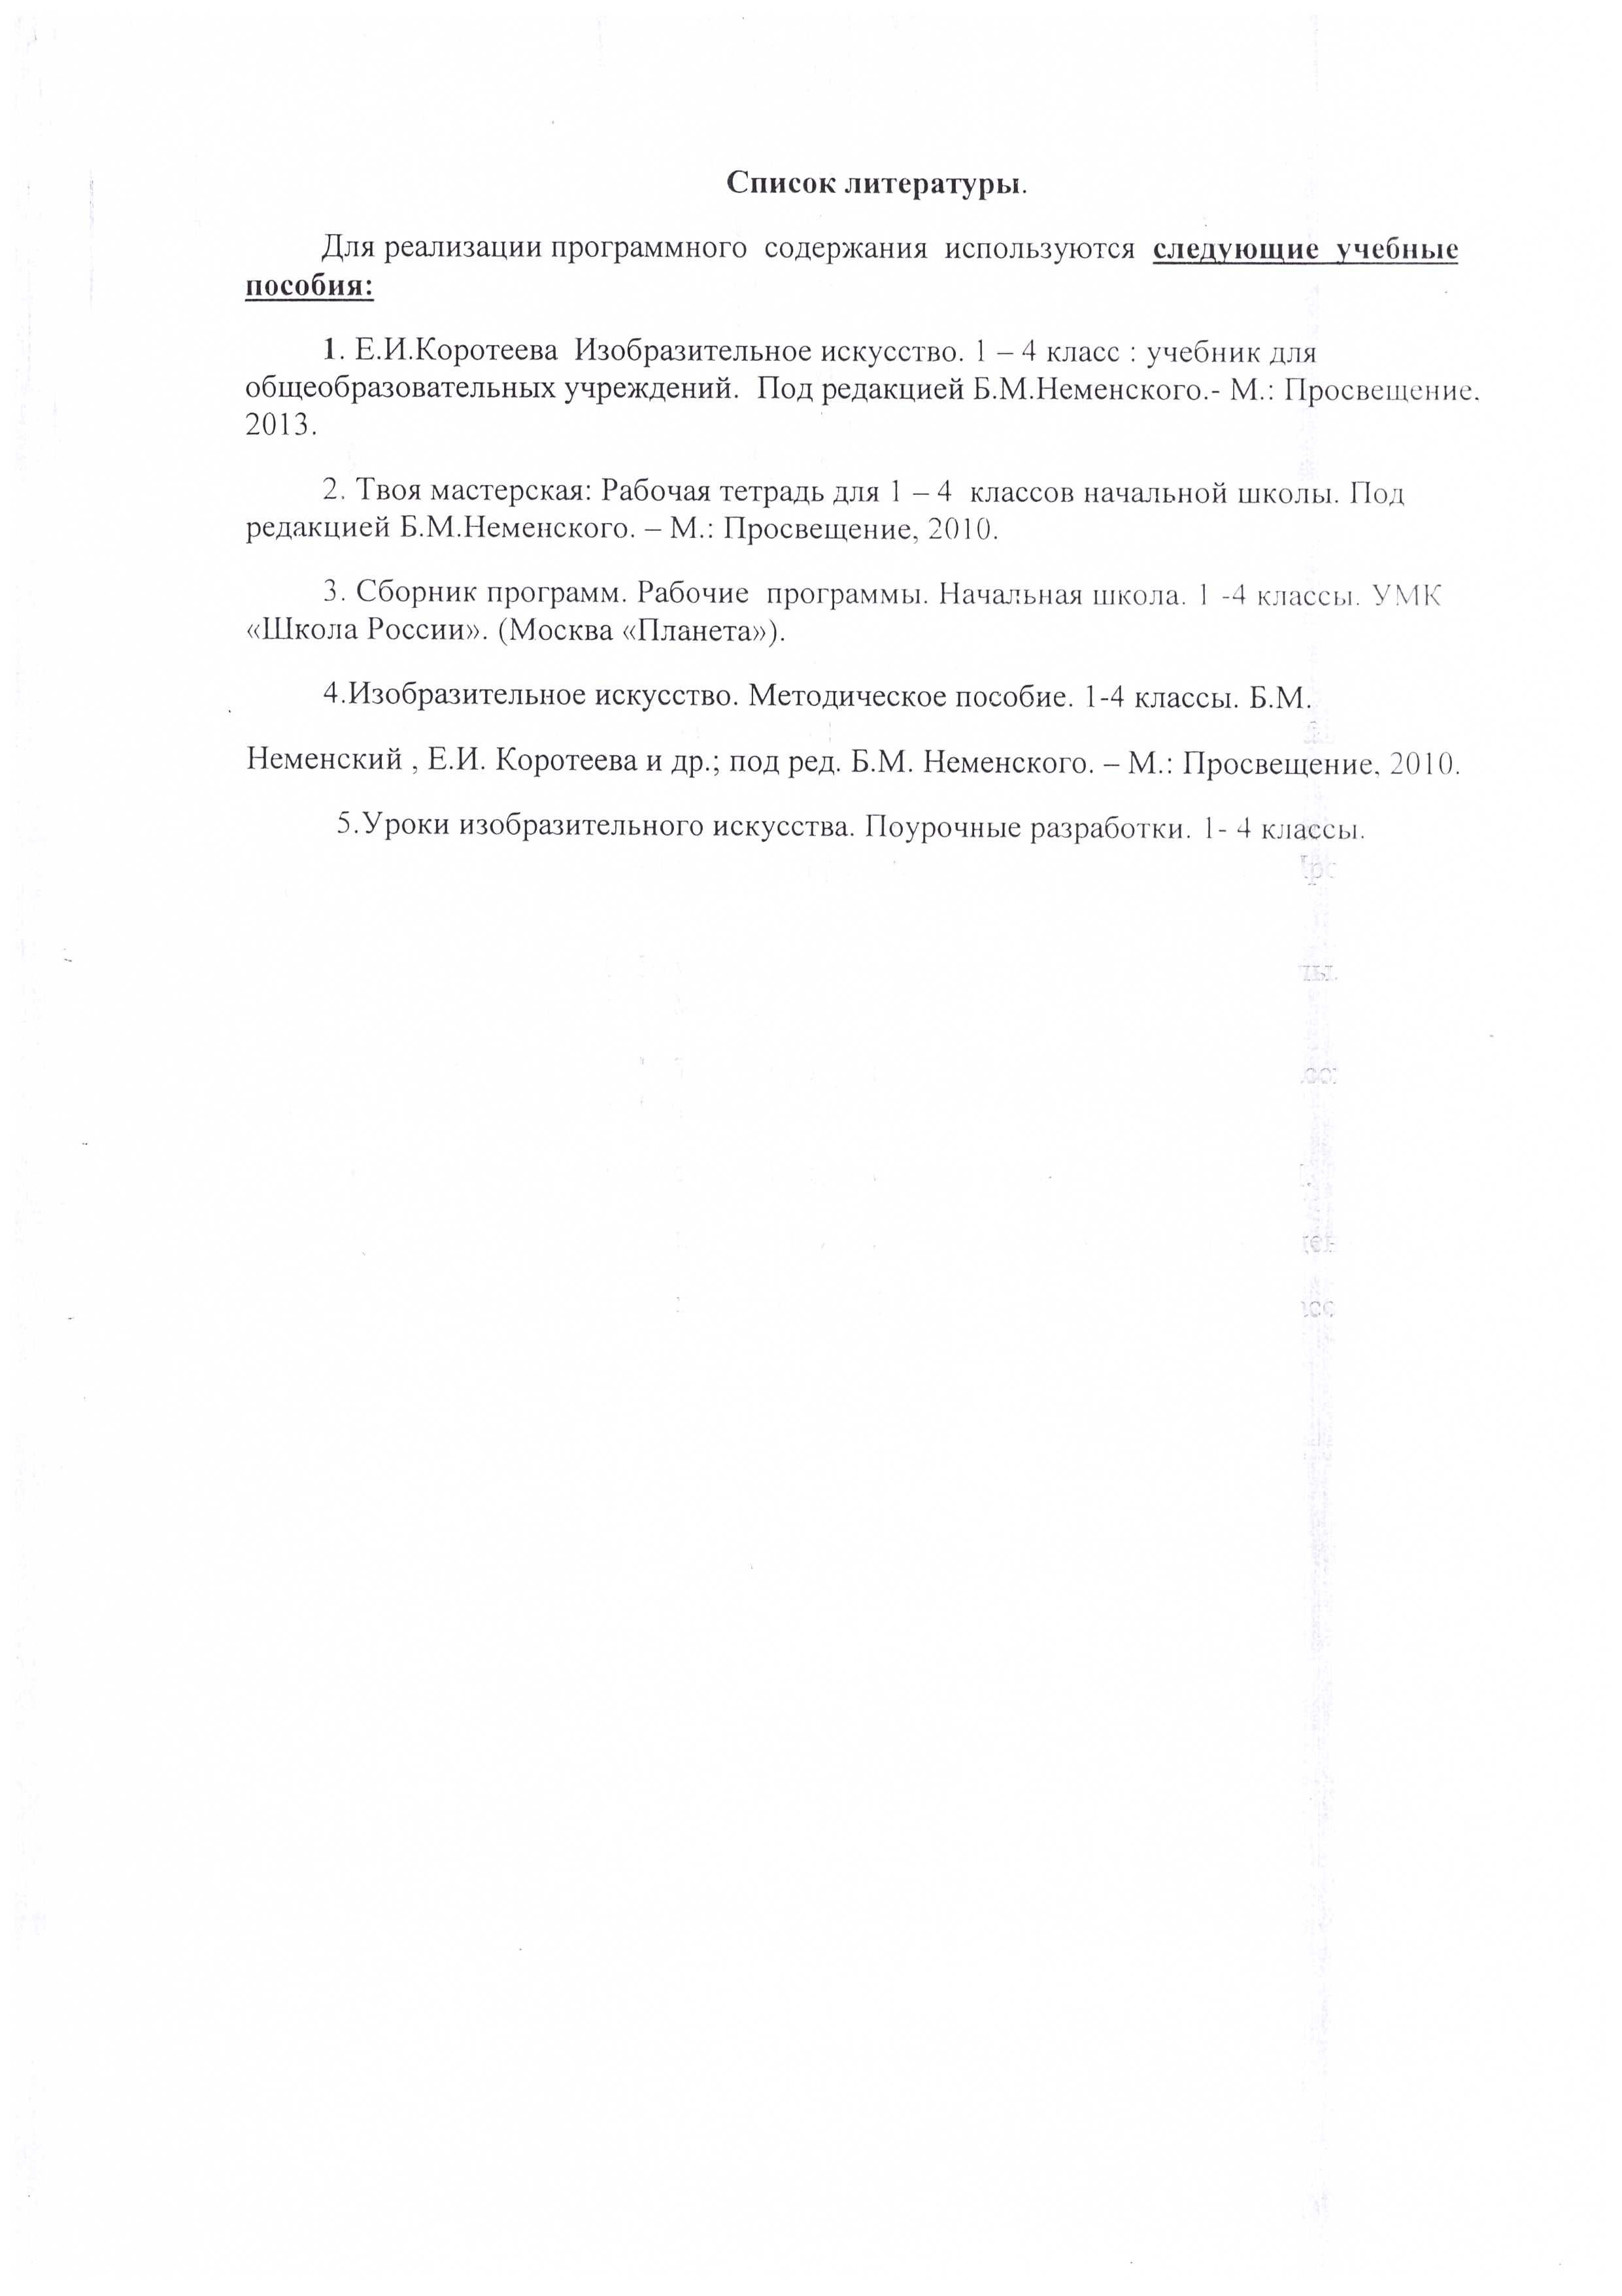 Список литературы.
Для реализации программного содержания используются следующие учебные
пособия:
1. Е.И.Коротеева Изобразительное искусство. 1 – 4 класс : учебник для
общеобразовательных учреждений. Под редакцией Б.М.Неменского.- М.: Просвещение.
2013.
2. Твоя мастерская: Рабочая тетрадь для 1 – 4 классов начальной школы. Под
редакцией Б.М.Неменского. – М.: Просвещение, 2010.
3. Сборник программ. Рабочие программы. Начальная школа. 1 -4 классы. УМК
«Школа России». (Москва «Планета»).
4.Изобразительное искусство. Методическое пособие. 1-4 классы. Б.М.
Неменский , Е.И. Коротеева и др.; под ред. Б.М. Неменского. – М.: Просвещение, 2010.
5.Уроки изобразительного искусства. Поурочные разработки. 1- 4 классы.